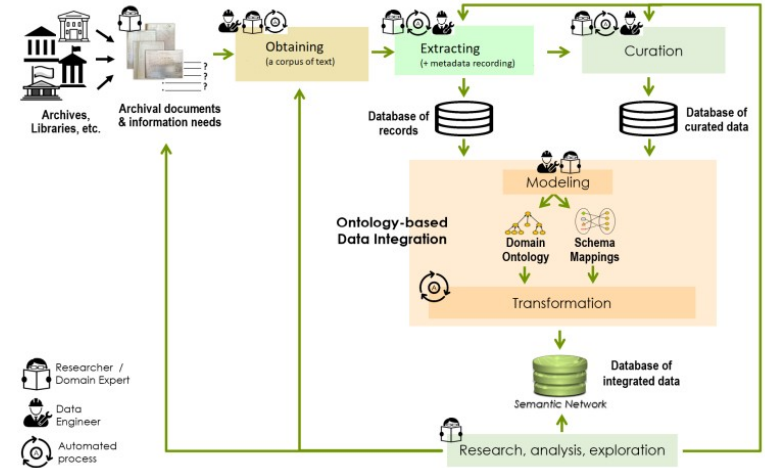 Obtaining
(a corpus of text)
Extracting
(+ metadata recording)
Curation
?
?
?
Archives,
Libraries, etc.
Archival documents
& information needs
Database of
records
Database of
curated data
Modeling
Ontology-based
Data Integration
Domain
Ontology
Schema
Mappings
A
Transformation
Database of
integrated data
Semantic Network
Researcher /
Domain Expert
Data
Engineer
A
Automated
process
Research, analysis, exploration